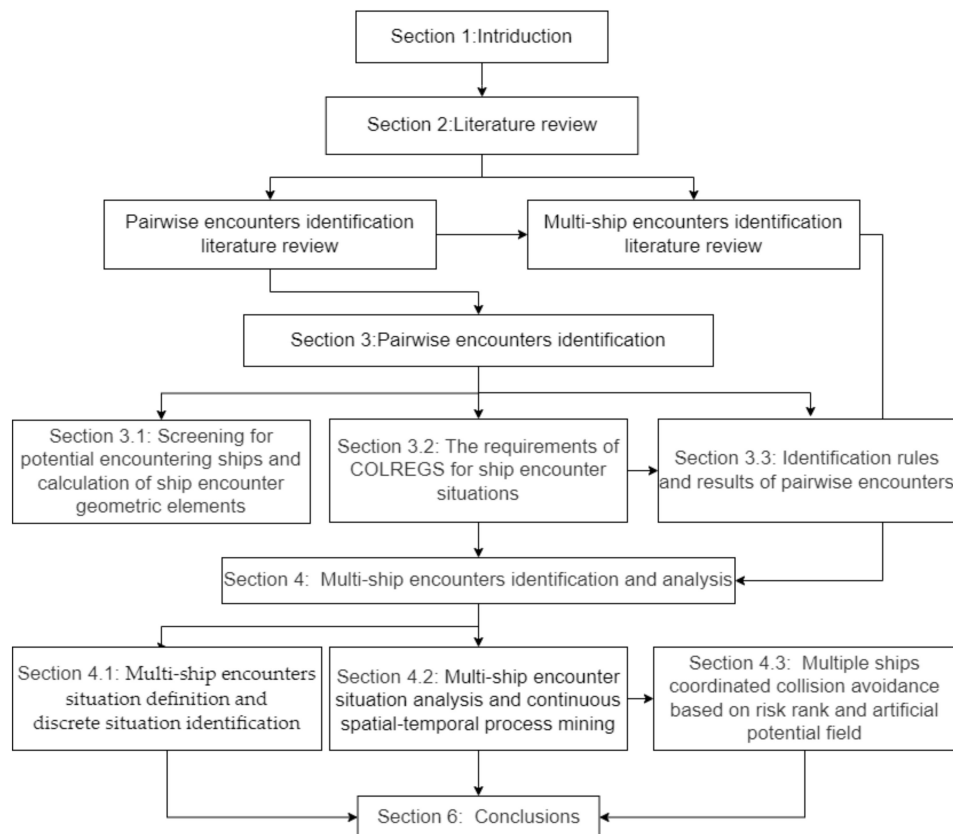 Section 1:Intriduction
Section 2:Literature review
Pairwise encounters identification
literature review
Multi-ship encounters identification
literature review
Section 3:Pairwise encounters identification
Section 3.1: Screening for
potential encountering ships and
calculation of ship encounter
geometric elements
Section 3.2: The requirements of
COLREGS for ship encounter
situations
Section 3.3: Identification rules
and results of pairwise encounters
Section 4:  Multi-ship encounters identification and analysis
Section 4.1: Multi-ship encounters
situation definition and
discrete situation identification
Section 4.2: Multi-ship encounter
situation analysis and continuous
spatial-temporal process mining
Section 4.3:  Multiple ships
coordinated collision avoidance
based on risk rank and artificial
potential field
Section 6:  Conclusions